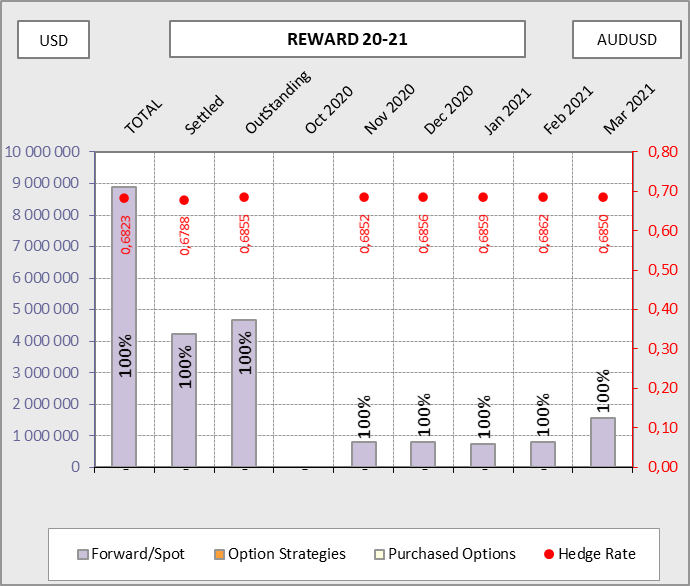 USD
REWARD 20-21
AUDUSD
TOTAL
Settled
OutStanding
Oct 2020
Nov 2020
Dec 2020
Jan 2021
Feb 2021
Mar 2021
10 000 000
9 000 000
8 000 000
7 000 000
6 000 000
5 000 000
4 000 000
3 000 000
2 000 000
1 000 000
0
0,80
0,70
0,60
0,50
0,40
0,30
0,20
0,10
0,00
0,6823
0,6788
0,6855
0,6852
0,6856
0,6859
0,6862
0,6850
100%
100%
100%
100%
100%
100%
100%
100%
- - - - - - - - -
Forward/Spot Option Strategies Purchased Options Hedge Rate